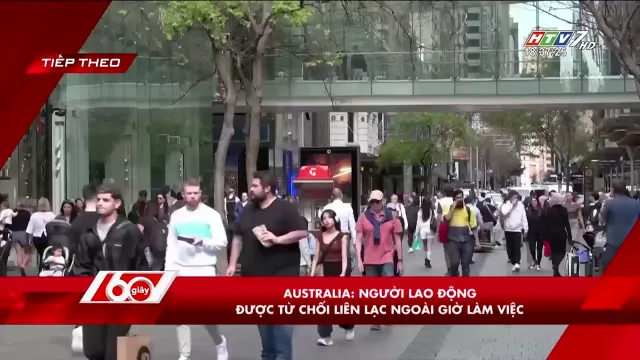 TIẾP THEO
HTV7 HD
60 giây
AUSTRALIA: NGƯỜI LAO ĐỘNG
ĐƯỢC TỪ CHỐI LIÊN LẠC NGOÀI GIỜ LÀM VIỆC